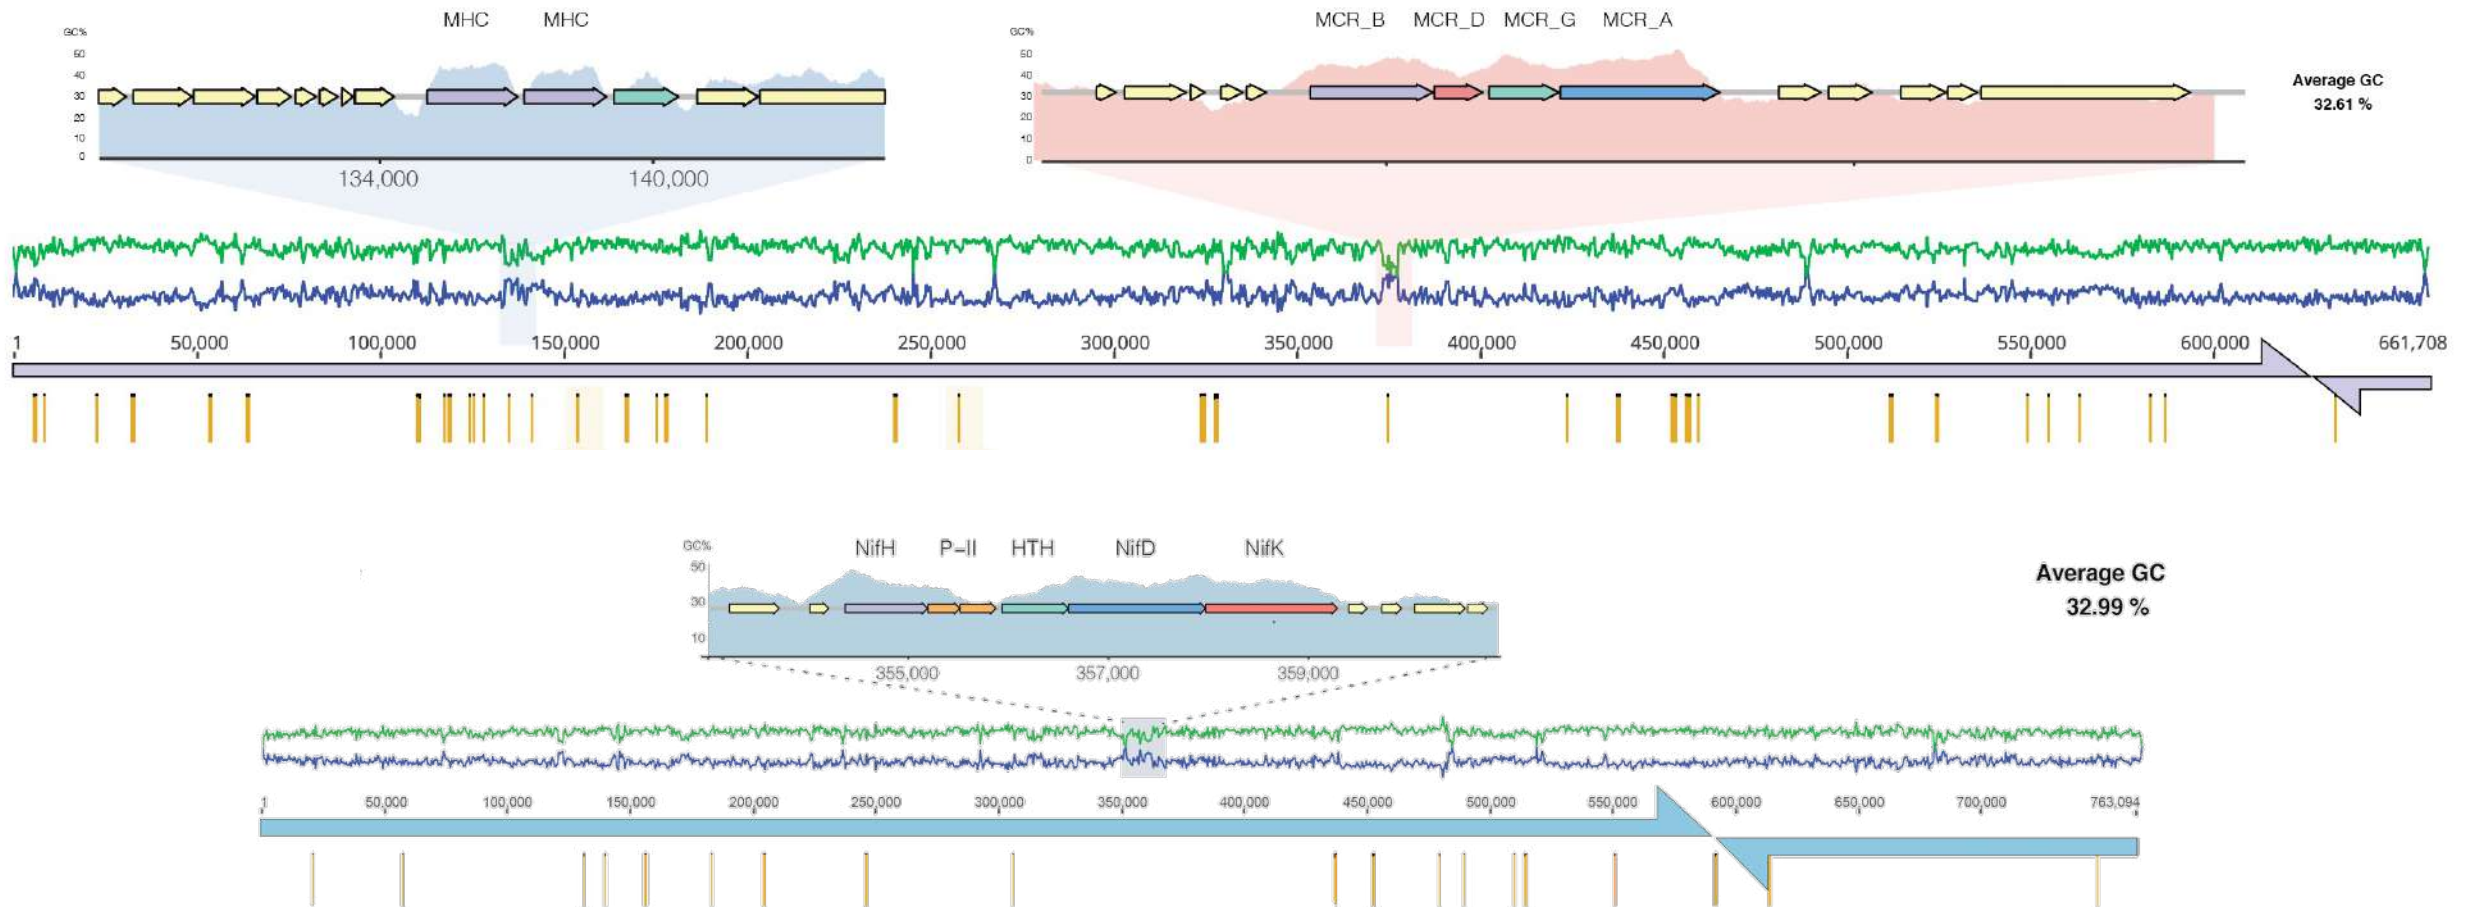 MHC MHC
GC%
50
40
30
20
10
0
134,000 140,000
MCR_B MCR_D MCR_G MCR_A
GC%
50
40
30
20
10
0
Average GC
32.61 %
1 50,000 100,000 150,000 200,000 250,000 300,000 350,000 400,000 450,000 500,000 550,000 600,000 661,708
NifH P-II HTH NifD NifK
GC%
50
30
10
355,000 357,000 359,000
Average GC
32.99 %
1 50,000 100,000 150,000 200,000 250,000 300,000 350,000 400,000 450,000 500,000 550,000 600,000 650,000 700,000 763,094